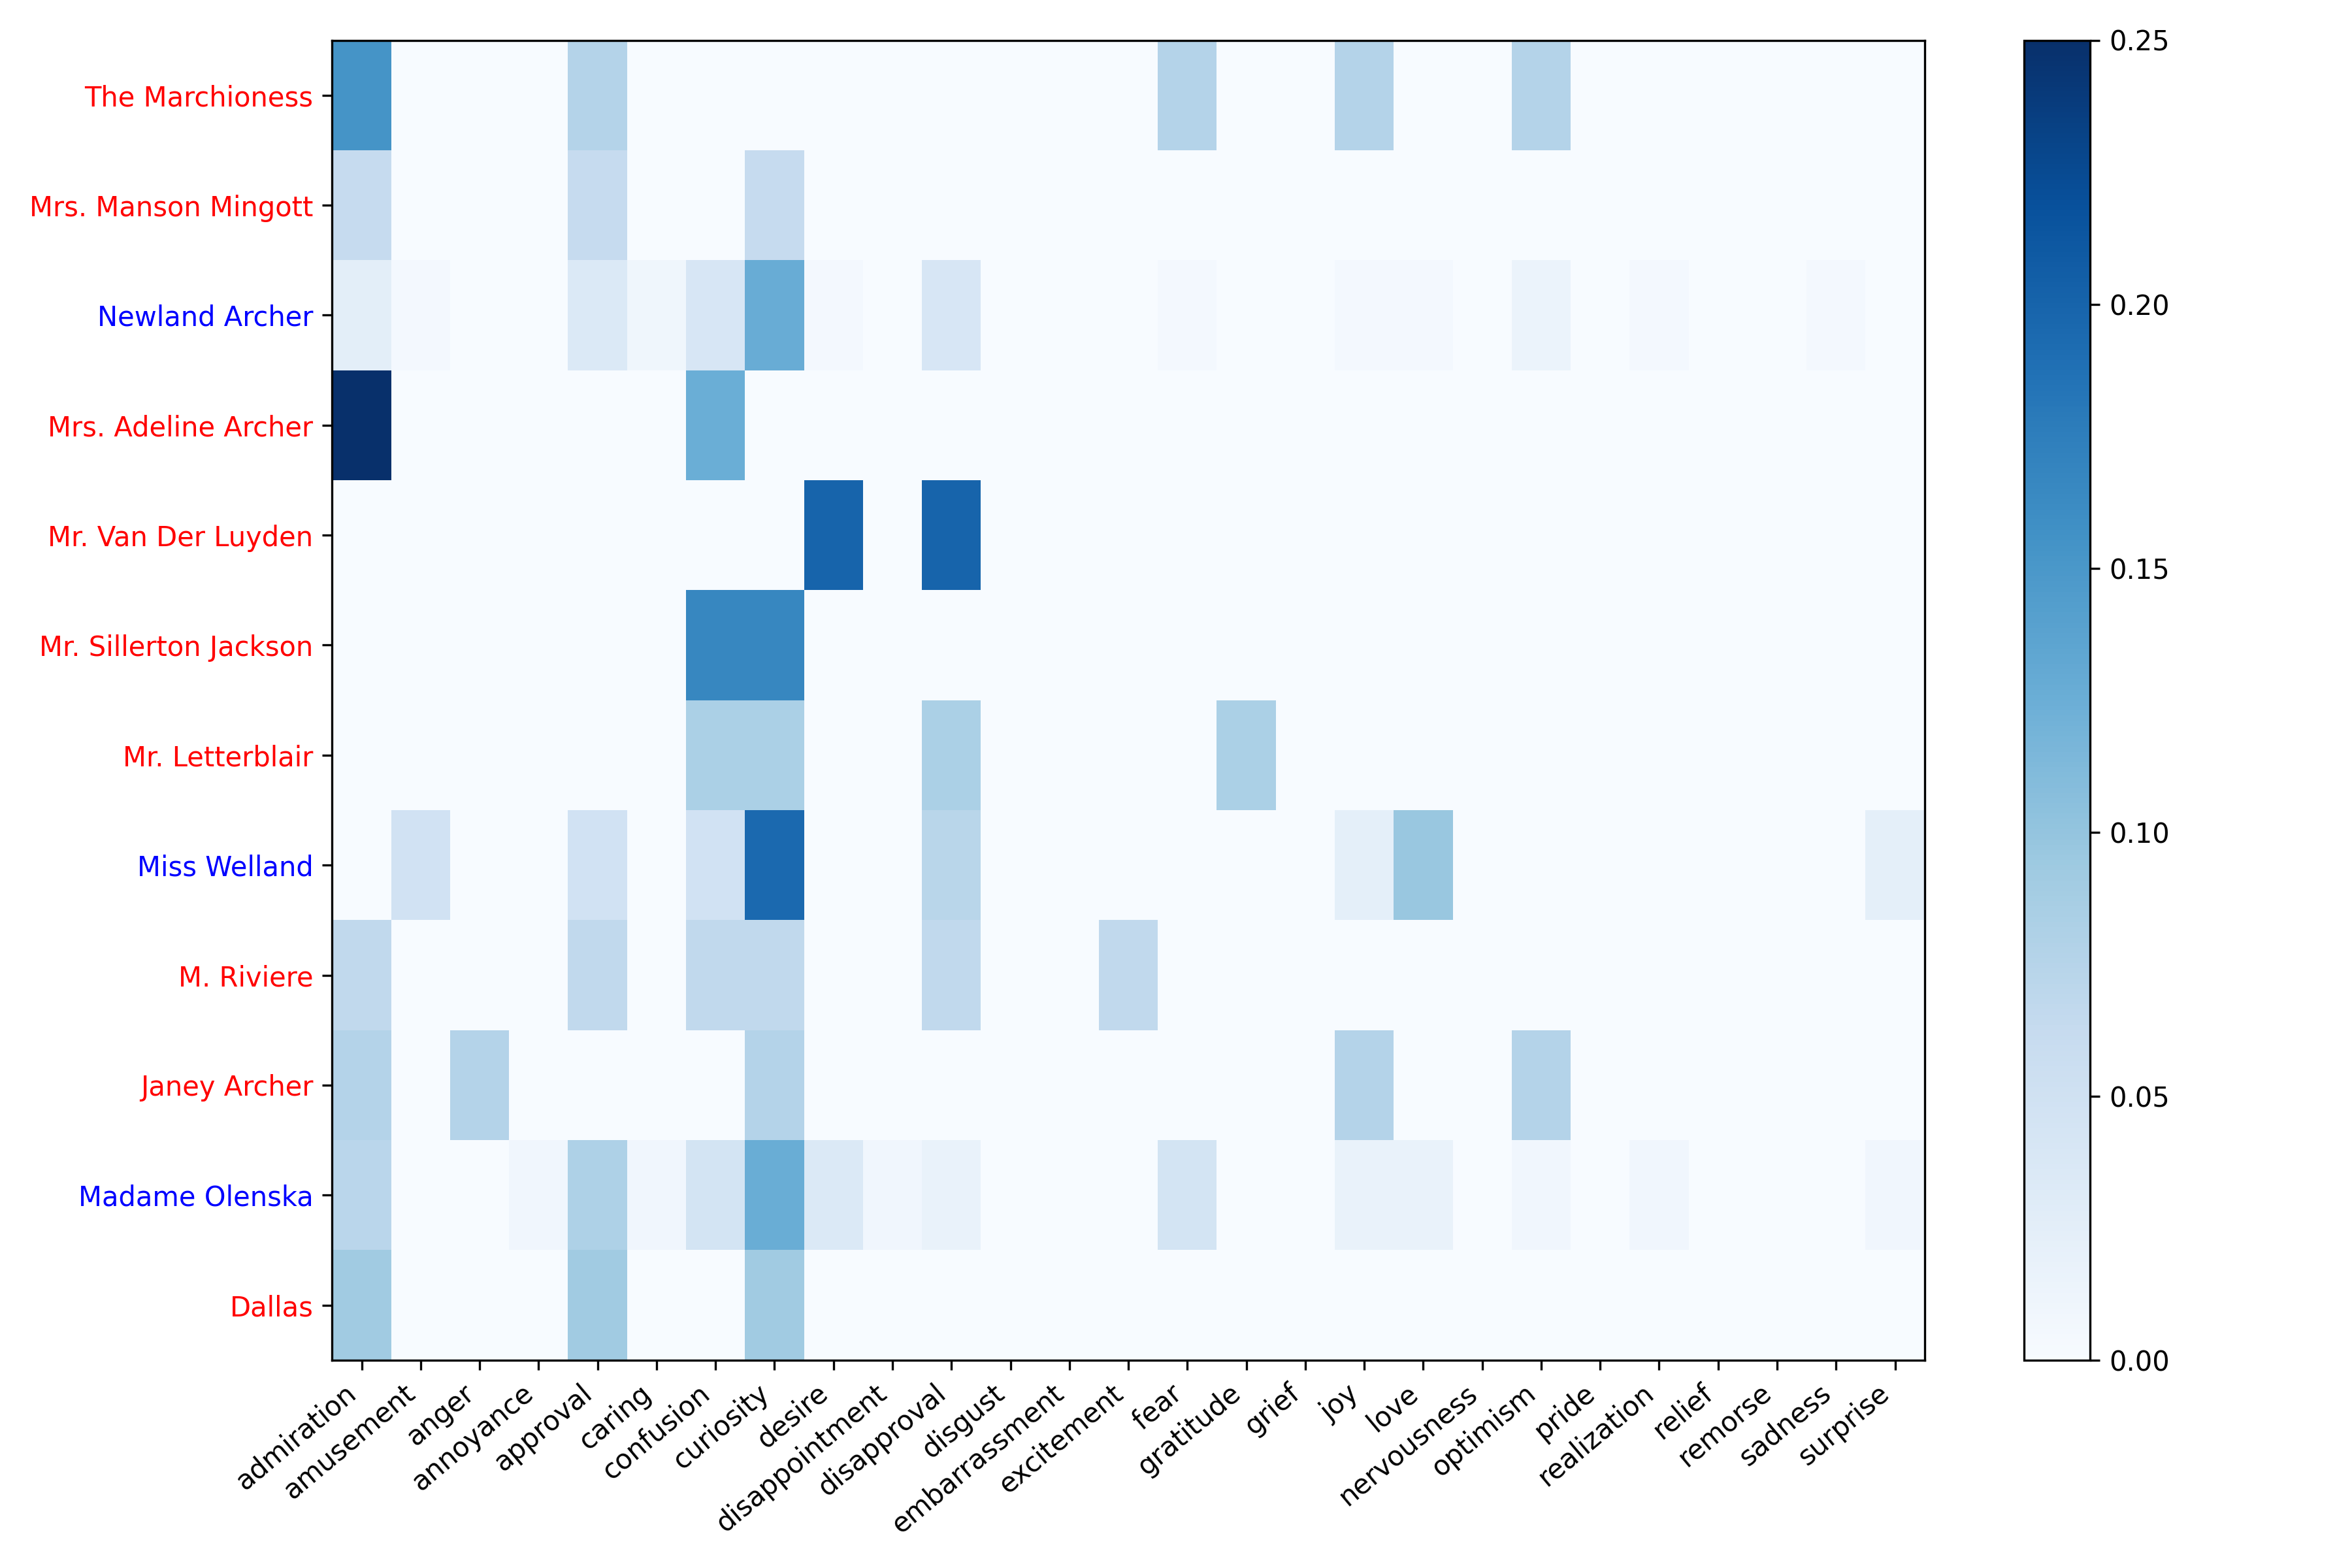 The Marchioness
Mrs. Manson Mingott
Newland Archer
Mrs. Adeline Archer
Mr. Van Der Luyden
Mr. Sillerton Jackson
Mr. Letterblair
Miss Welland
M. Riviere
Janey Archer
Madame Olenska
Dallas
admiration
amusement
anger
annoyance
approval
caring
confusion
curiosity
desire
disappointment
disapproval
disgust
embarrassment
excitement
fear
gratitude
grief
joy
love
nervousness
optimism
pride
realization
relief
remorse
sadness
surprise
0.25
0.20
0.15
0.10
0.05
0.00